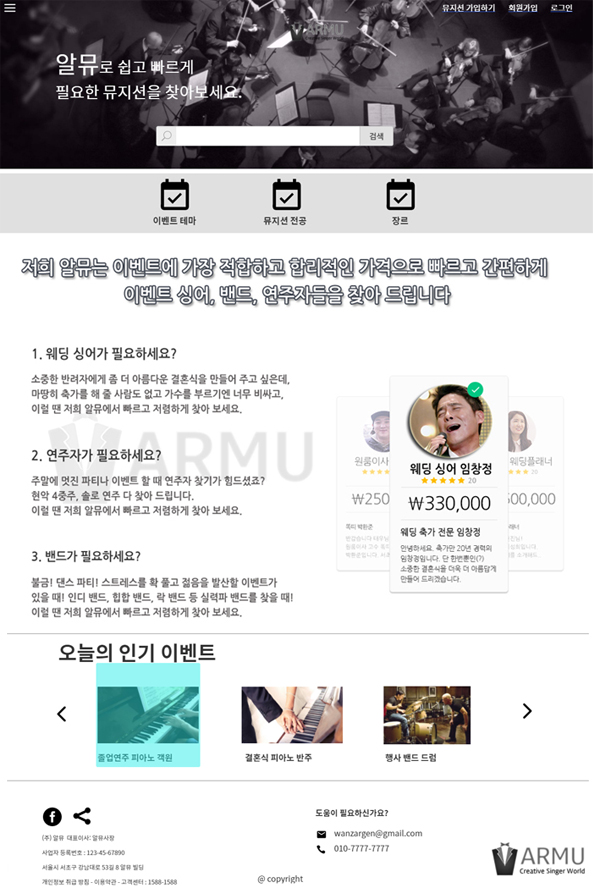 뮤지션 가입하기 회원가입 로그인
ARMU
Creative Singer World
알뮤로 쉽고 빠르게
필요한 뮤지션을 찾아보세요.
검색
이벤트 테마 뮤지션 전공 장르
저희 알뮤는 이벤트에 가장 적합하고 합리적인 가격으로 빠르고 간편하게
이벤트 싱어, 밴드, 연주자들을 찾아 드립니다
1. 웨딩 싱어가 필요하세요?
소중한 반려자에게 좀 더 아름다운 결혼식을 만들어 주고 싶은데,
마땅히 축가를 해 줄 사람도 없고 가수를 부르기엔 너무 비싸고,
이럴 땐 저희 알뮤에서 빠르고 저렴하게 찾아 보세요.
ARMU
2. 연주자가 필요하세요?
주말에 멋진 파티나 이벤트 할 때 연주자 찾기가 힘드셨죠?
현악 4중주, 솔로 연주 다 찾아 드립니다.
이럴 땐 저희 알뮤에서 빠르고 저렴하게 찾아 보세요.
3. 밴드가 필요하세요?
불금! 댄스 파티! 스트레스를 확 풀고 젊음을 발산할 이벤트가
있을 때! 인디 밴드, 힙합 밴드, 락 밴드 등 실력파 밴드를 찾을 때!
이럴 땐 저희 알뮤에서 빠르고 저렴하게 찾아 보세요.
원룸이사
₩250
웨딩 싱어 임창정
20
₩330,000
웨딩 축가 전문 임창정
안녕하세요. 축가만 20년 경력의
임창정입니다. 단 한번뿐인(?)
소중한 결혼식을 더욱 더 아름답게
만들어 드리겠습니다.
웨딩플래너
20
00,000
오늘의 인기 이벤트
졸업연주 피아노 객원 결혼식 피아노 반주 행사 밴드 드럼
(주) 알뮤 대표이사: 알뮤사장
사업자 등록번호 : 123-45-67890
서울시 서초구 강남대로 53길 8 알뮤 빌딩
개인정보 취급 방침 - 이용약관 - 고객센터 : 1588-1588
도움이 필요하신가요?
wanzargen@gmail.com
010-7777-7777
@ copyright
ARMU
Creative Singer World